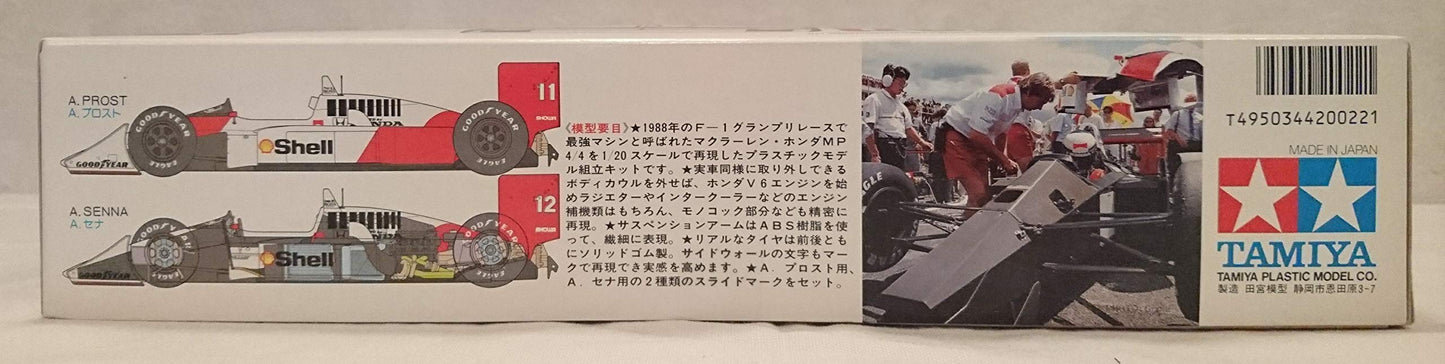 A. PROST
A. プロスト
11
SHOWA
HONDA
Shell
GOODYEAR
GOODYEAR
EAGLE
GOODYEAR
EAGLE
A. SENNA
A. セナ
12
SHOWA
Shell
GOODYEAR
《模型要目》★1988年のF-1グランプリレースで
最強マシンと呼ばれたマクラーレン・ホンダMP
4/4を1/20スケールで再現したプラスチックモデ
ル組立キットです。★実車同様に取り外しできる
ボディカウルを外せば、ホンダV6エンジンを始
めラジエターやインタークーラーなどのエンジン
補機類はもちろん、モノコック部分なども精密に
再現。★サスペンションアームはABS樹脂を使
って、繊細に表現。★リアルなタイヤは前後とも
にソリッドゴム製。サイドウォールの文字もマー
クで再現でき実感を高めます。★A. プロスト用、
A. セナ用の2種類のスライドマークをセット。
T4950344200221
MADE IN JAPAN
TAMIYA
TAMIYA PLASTIC MODEL CO.
製造 田宮模型 静岡市恩田原3-7